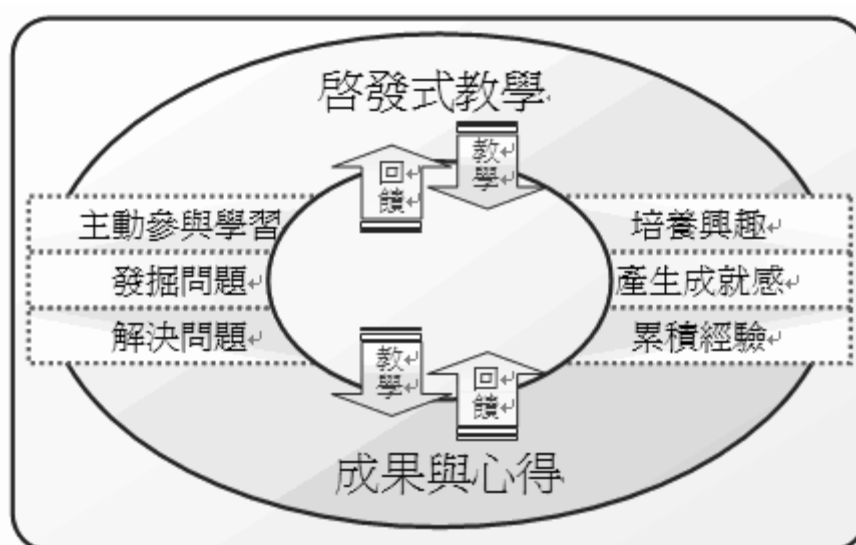 啓發式教學
回饋
教學
主動參與學習
發掘問題
解決問題
培養興趣
產生成就感
累積經驗
教學
回饋
成果與心得